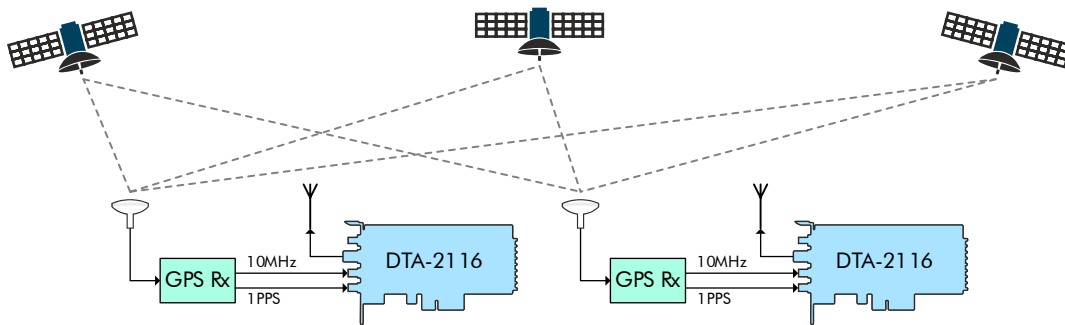 10MHz
GPS Rx
1PPS
DTA-2116
10MHz
GPS Rx
1PPS
DTA-2116